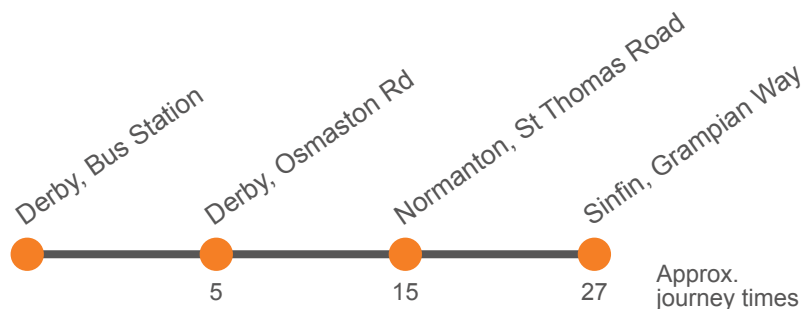 Derby, Bus Station
Derby, Osmaston Rd
Normanton, St Thomas Road
Sinfin, Grampian Way
5
15
27
Approx.
journey times